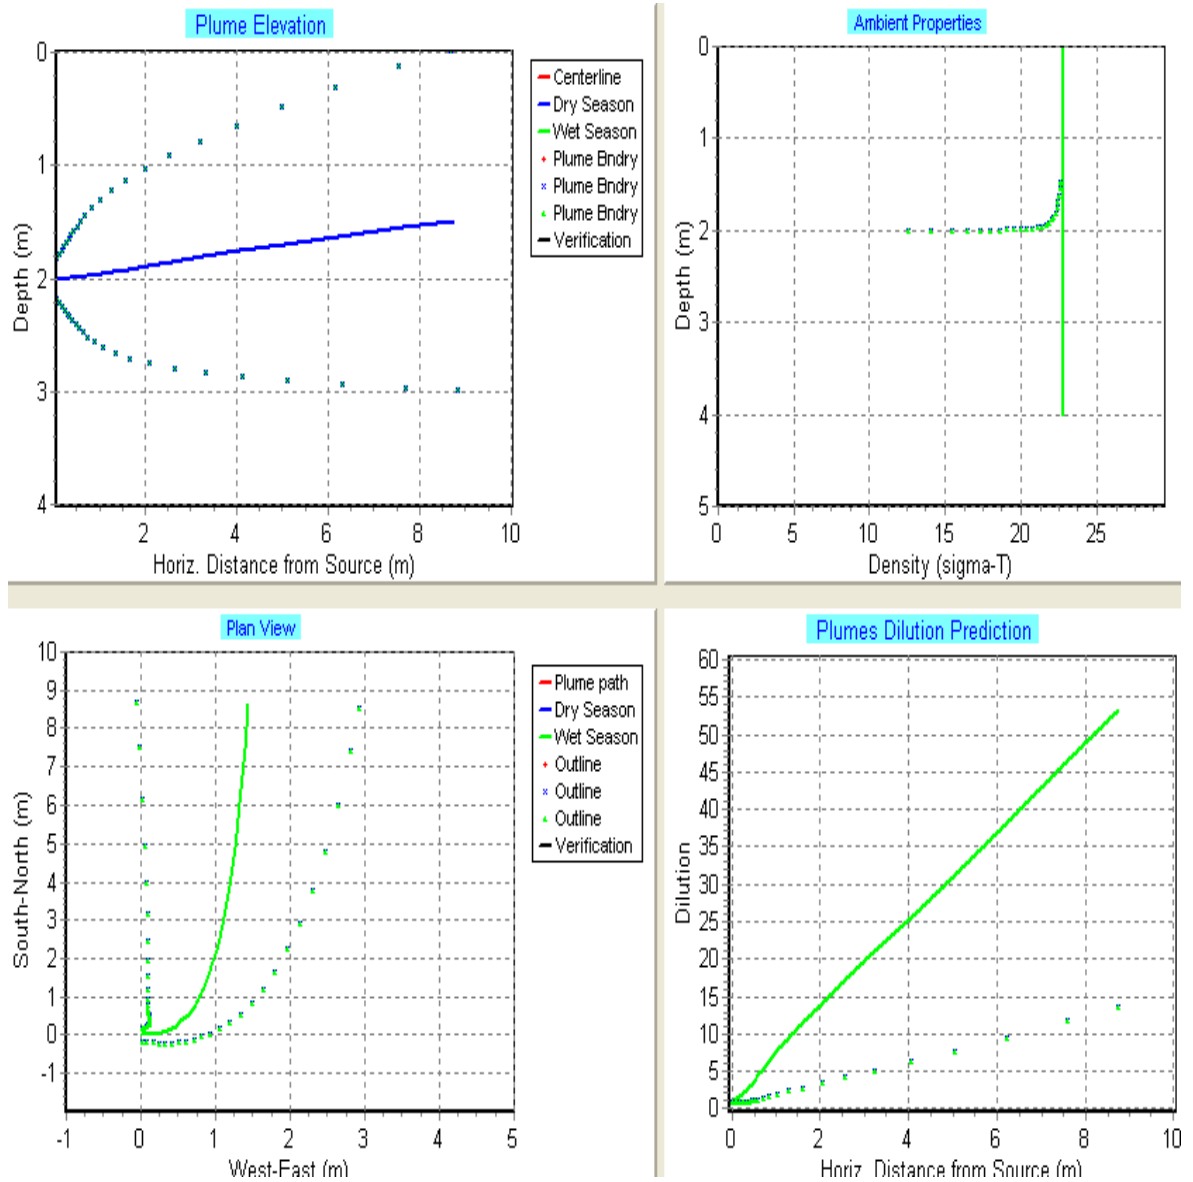 Plume Elevation
0
1
2
3
4
Depth (m)
2
4
6
8
10
Horiz. Distance from Source (m)
Centerline
Dry Season
Wet Season
Plume Bndry
Plume Bndry
Plume Bndry
Verification
Ambient Properties
0
1
2
3
4
5
Depth (m)
0
5
10
15
20
25
Density (sigma-T)
Plan View
10
9
8
7
6
5
4
3
2
1
0
-1
South-North (m)
-1
0
1
2
3
4
5
West-East (m)
Plume path
Dry Season
Wet Season
Outline
Outline
Outline
Verification
Plumes Dilution Prediction
60
55
50
45
40
35
30
25
20
15
10
5
0
Dilution
0
2
4
6
8
10
Horiz. Distance from Source (m)